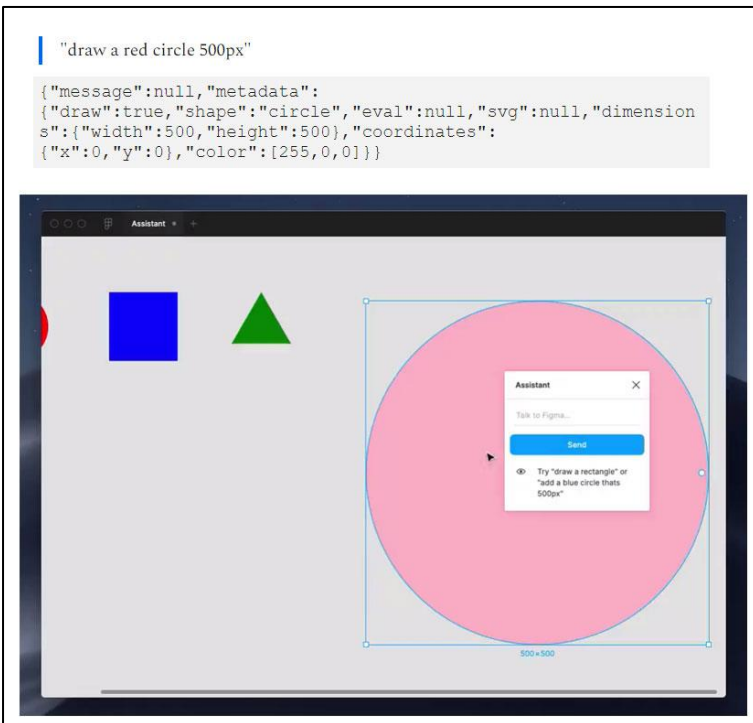 "draw a red circle 500px"
{"message":null,"metadata":
{"draw":true,"shape":"circle","eval":null,"svg":null,"dimension
s":{"width":500,"height":500},"coordinates":
{"x":0,"y":0},"color":[255,0,0]}}
Assistant
Assistant
Talk to Figma...
Send
Try "draw a rectangle" or
"add a blue circle thats
500px"
500×500